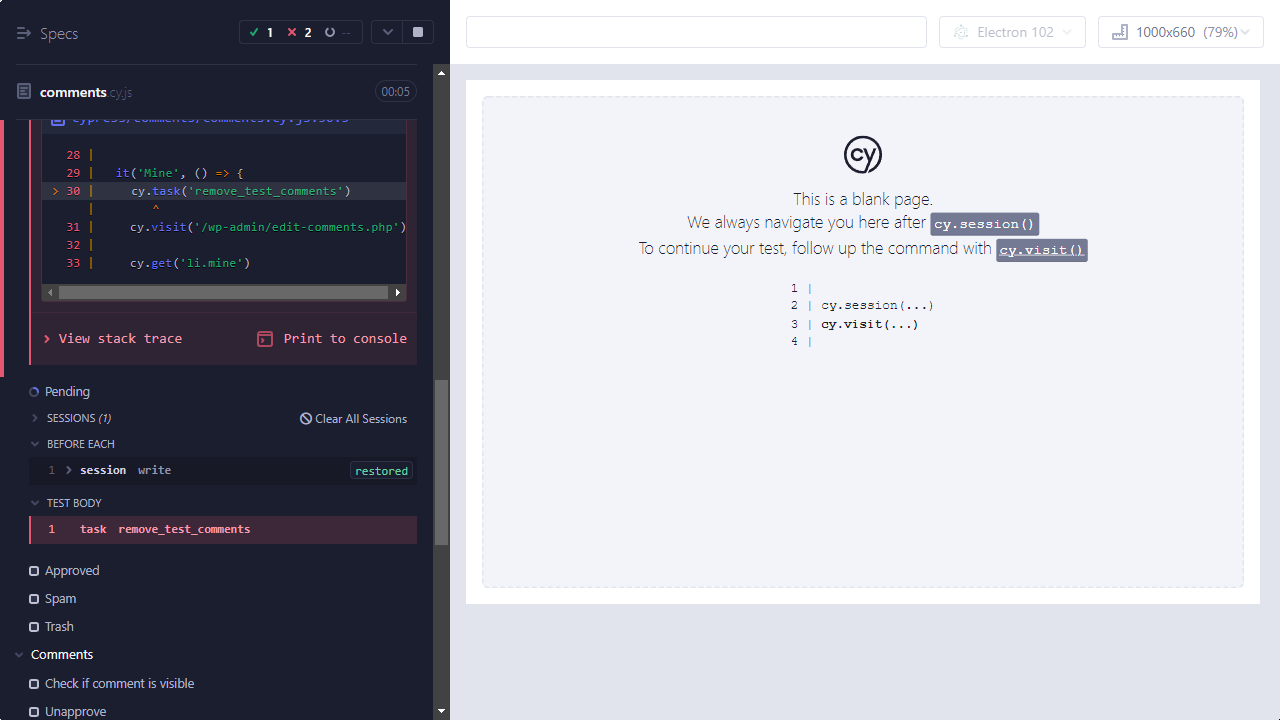 Specs
1 2 --
Electron 102
1000x660 (79%)
comments.cy.js
00:05
cypress/comments/comments.cy.js:30:5
28 |
29 | it('Mine', () => {
> 30 | cy.task('remove_test_comments')
| ^
31 | cy.visit('/wp-admin/edit-comments.php')
32 |
33 | cy.get('li.mine')
View stack trace
Print to console
Pending
SESSIONS (1)
Clear All Sessions
BEFORE EACH
1 session write restored
TEST BODY
1 task remove_test_comments
Approved
Spam
Trash
Comments
Check if comment is visible
Unapprove
cy
This is a blank page.
We always navigate you here after cy.session()
To continue your test, follow up the command with cy.visit()
1 |
2 | cy.session(...)
3 | cy.visit(...)
4 |